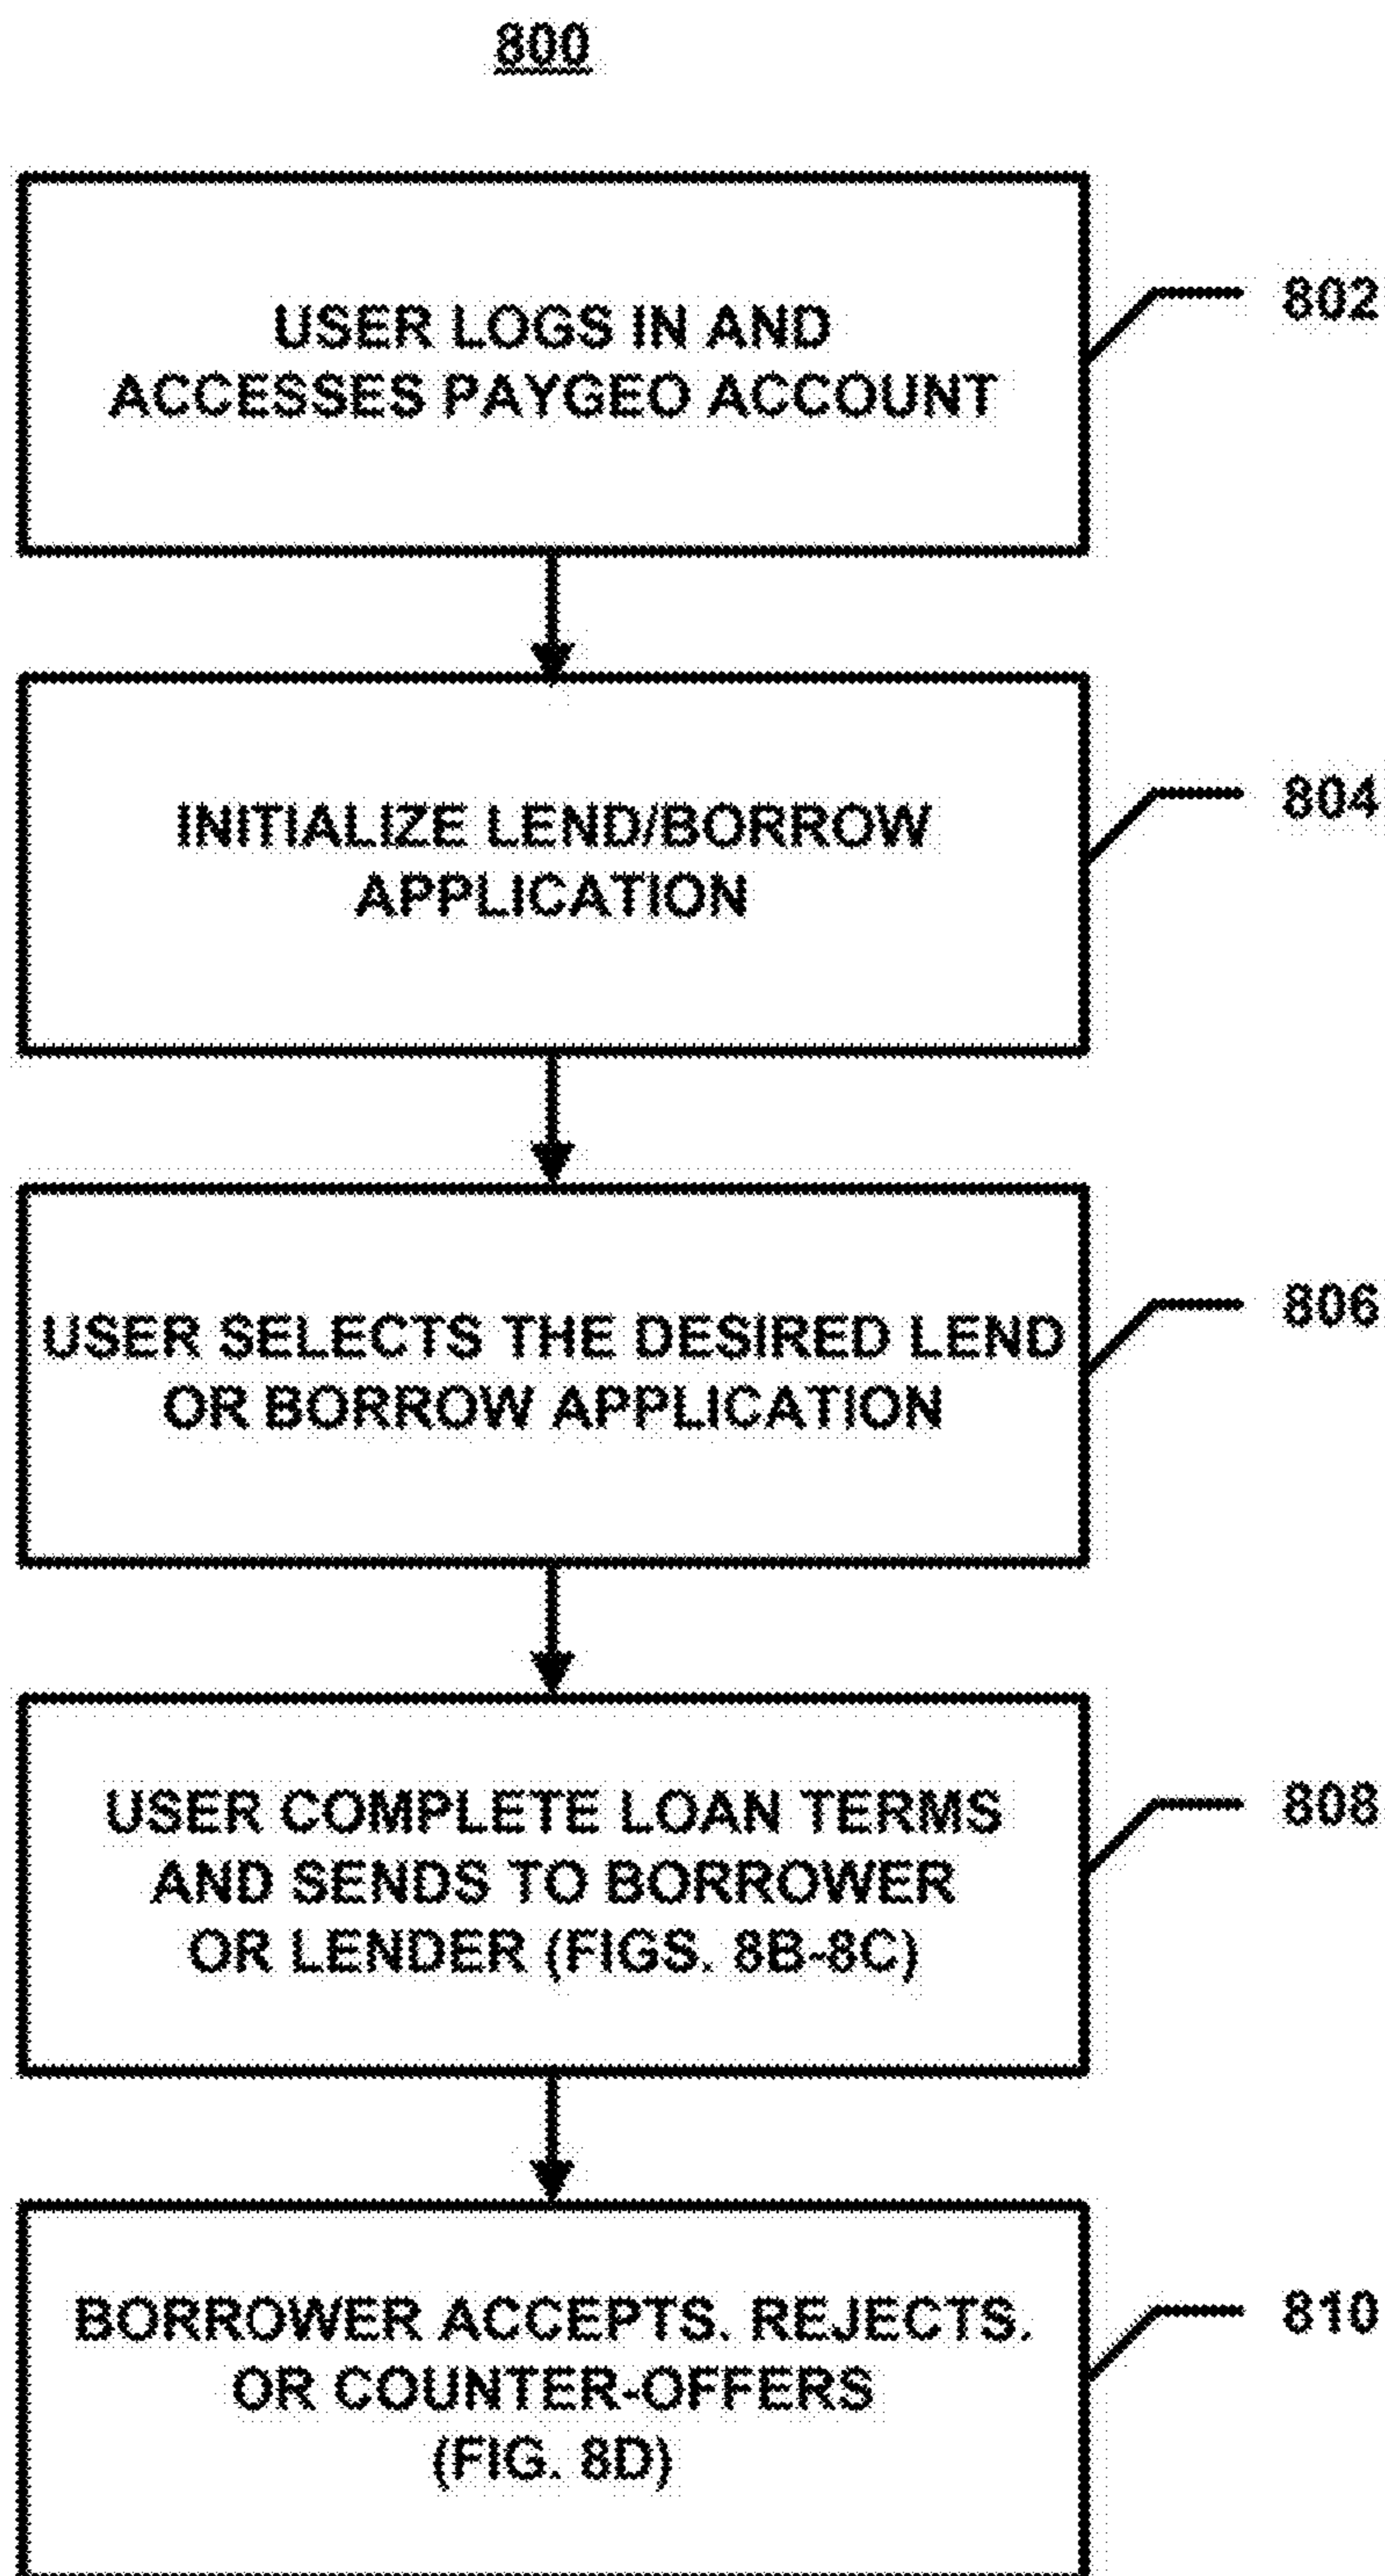 800
USER LOGS IN AND
ACCESSES PAYGEO ACCOUNT
802
INITIALIZE LEND/BORROW
APPLICATION
804
USER SELECTS THE DESIRED LEND
OR BORROW APPLICATION
806
USER COMPLETE LOAN TERMS
AND SENDS TO BORROWER
OR LENDER (FIGS. 8B-8C)
808
BORROWER ACCEPTS. REJECTS.
OR COUNTER-OFFERS
(FIG. 8D)
810